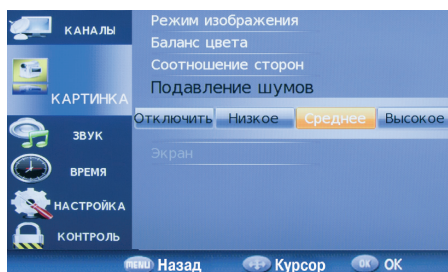 КАНАЛЫ
КАРТИНКА
ЗВУК
ВРЕМЯ
НАСТРОЙКА
КОНТРОЛЬ
Режим изображения
Баланс цвета
Соотношение сторон
Подавление шумов
Отключить Низкое Среднее Высокое
Экран
MENU Назад Курсор OK OK